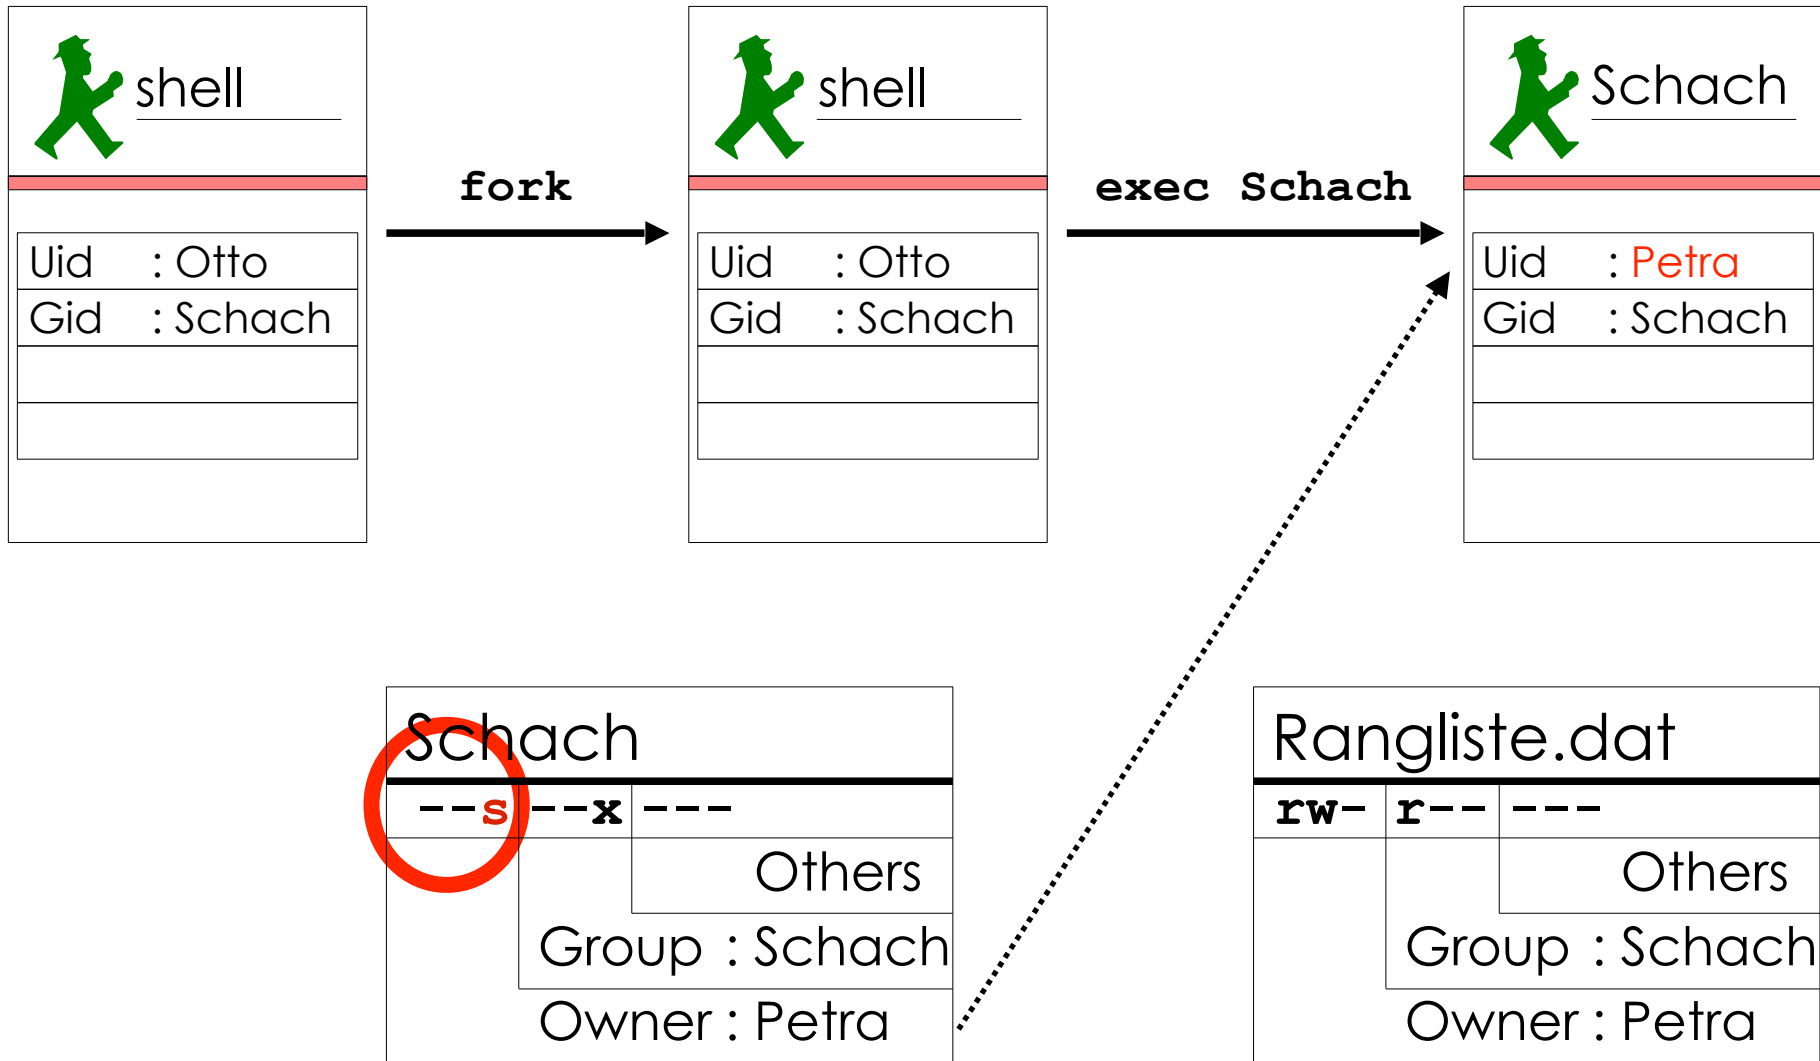 shell
Uid : Otto
Gid : Schach
fork
shell
Uid : Otto
Gid : Schach
exec Schach
Schach
Uid : Petra
Gid : Schach
Schach
--s --x ---
Others
Group : Schach
Owner : Petra
Rangliste.dat
rw- r-- ---
Others
Group : Schach
Owner : Petra